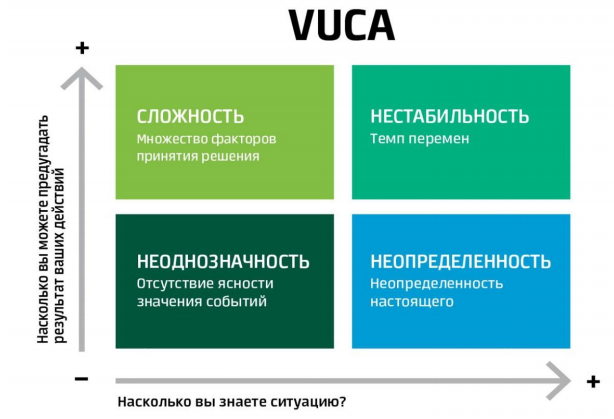 VUCA
+
Насколько вы можете предугадать
результат ваших действий
СЛОЖНОСТЬ
Множество факторов
принятия решения
НЕСТАБИЛЬНОСТЬ
Темп перемен
НЕОДНОЗНАЧНОСТЬ
Отсутствие ясности
значения событий
НЕОПРЕДЕЛЕННОСТЬ
Неопределенность
настоящего
–
+
Насколько вы знаете ситуацию?